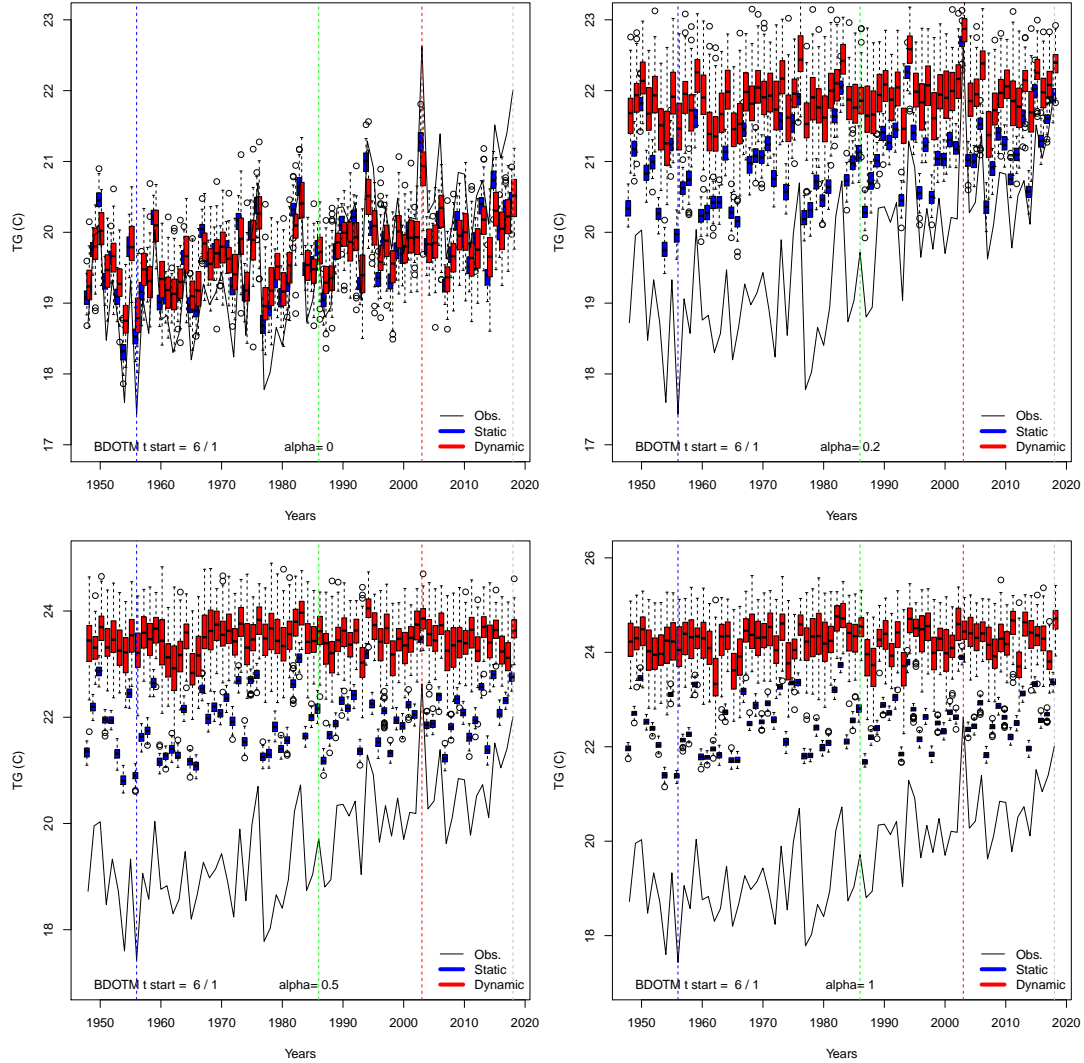 TG (C)
23
22
21
20
19
18
17
Obs.
Static
Dynamic
BDOTM t start = 6 / 1 alpha= 0
1950 1960 1970 1980 1990 2000 2010 2020
Years
TG (C)
23
22
21
20
19
18
17
Obs.
Static
Dynamic
BDOTM t start = 6 / 1 alpha= 0.2
1950 1960 1970 1980 1990 2000 2010 2020
Years
TG (C)
24
22
20
18
Obs.
Static
Dynamic
BDOTM t start = 6 / 1 alpha= 0.5
1950 1960 1970 1980 1990 2000 2010 2020
Years
TG (C)
26
24
22
20
18
Obs.
Static
Dynamic
BDOTM t start = 6 / 1 alpha= 1
1950 1960 1970 1980 1990 2000 2010 2020
Years